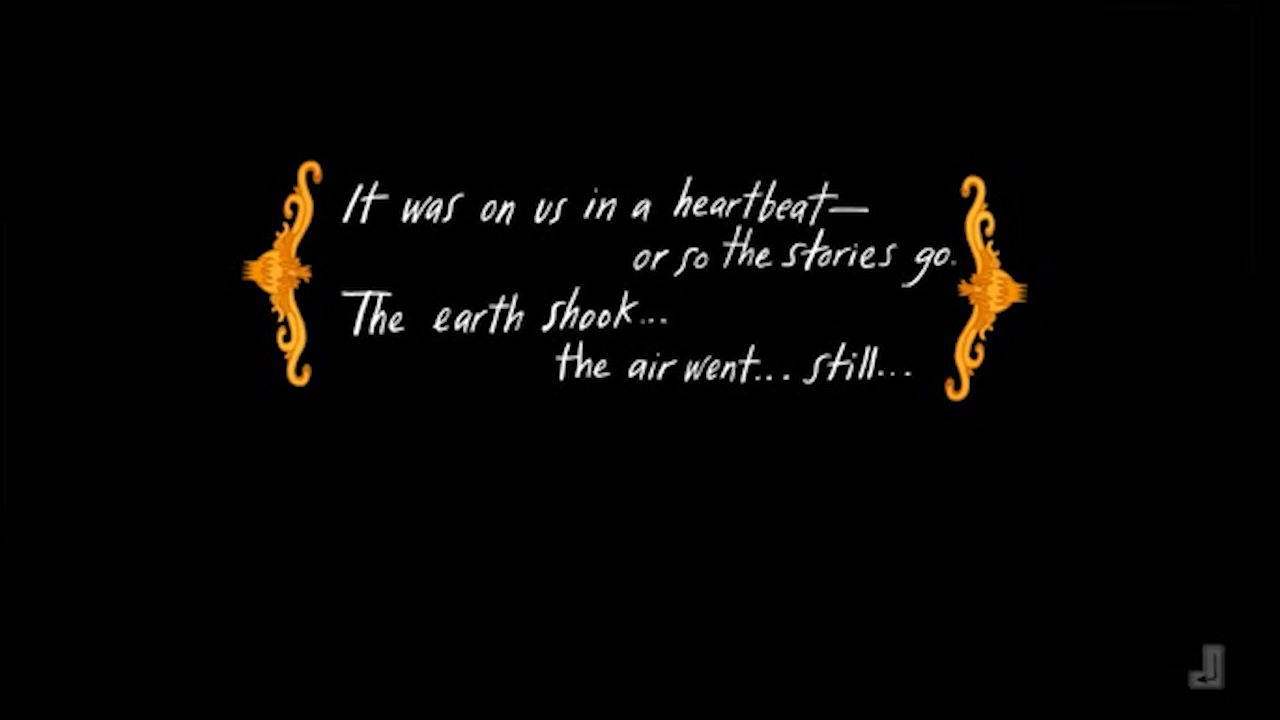 It was on us in a heartbeat—
or so the stories go.
The earth shook...
the air went... still...